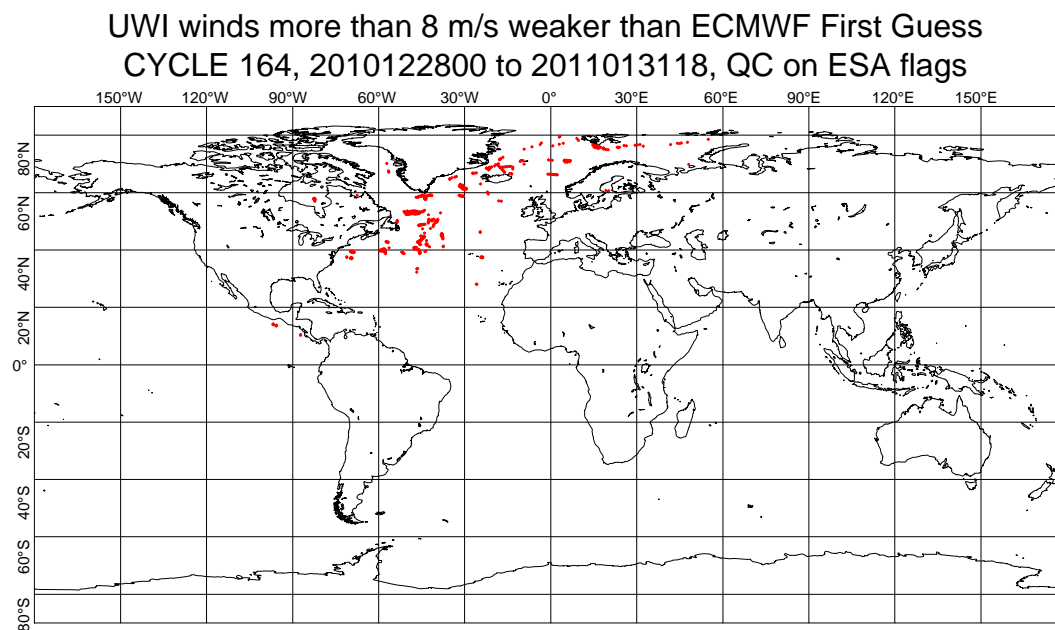 UWI winds more than 8 m/s weaker than ECMWF First Guess
CYCLE 164, 2010122800 to 2011013118, QC on ESA flags
150°W 120°W 90°W 60°W 30°W 0° 30°E 60°E 90°E 120°E 150°E
80°N
60°N
40°N
20°N
0°
20°S
40°S
60°S
80°S